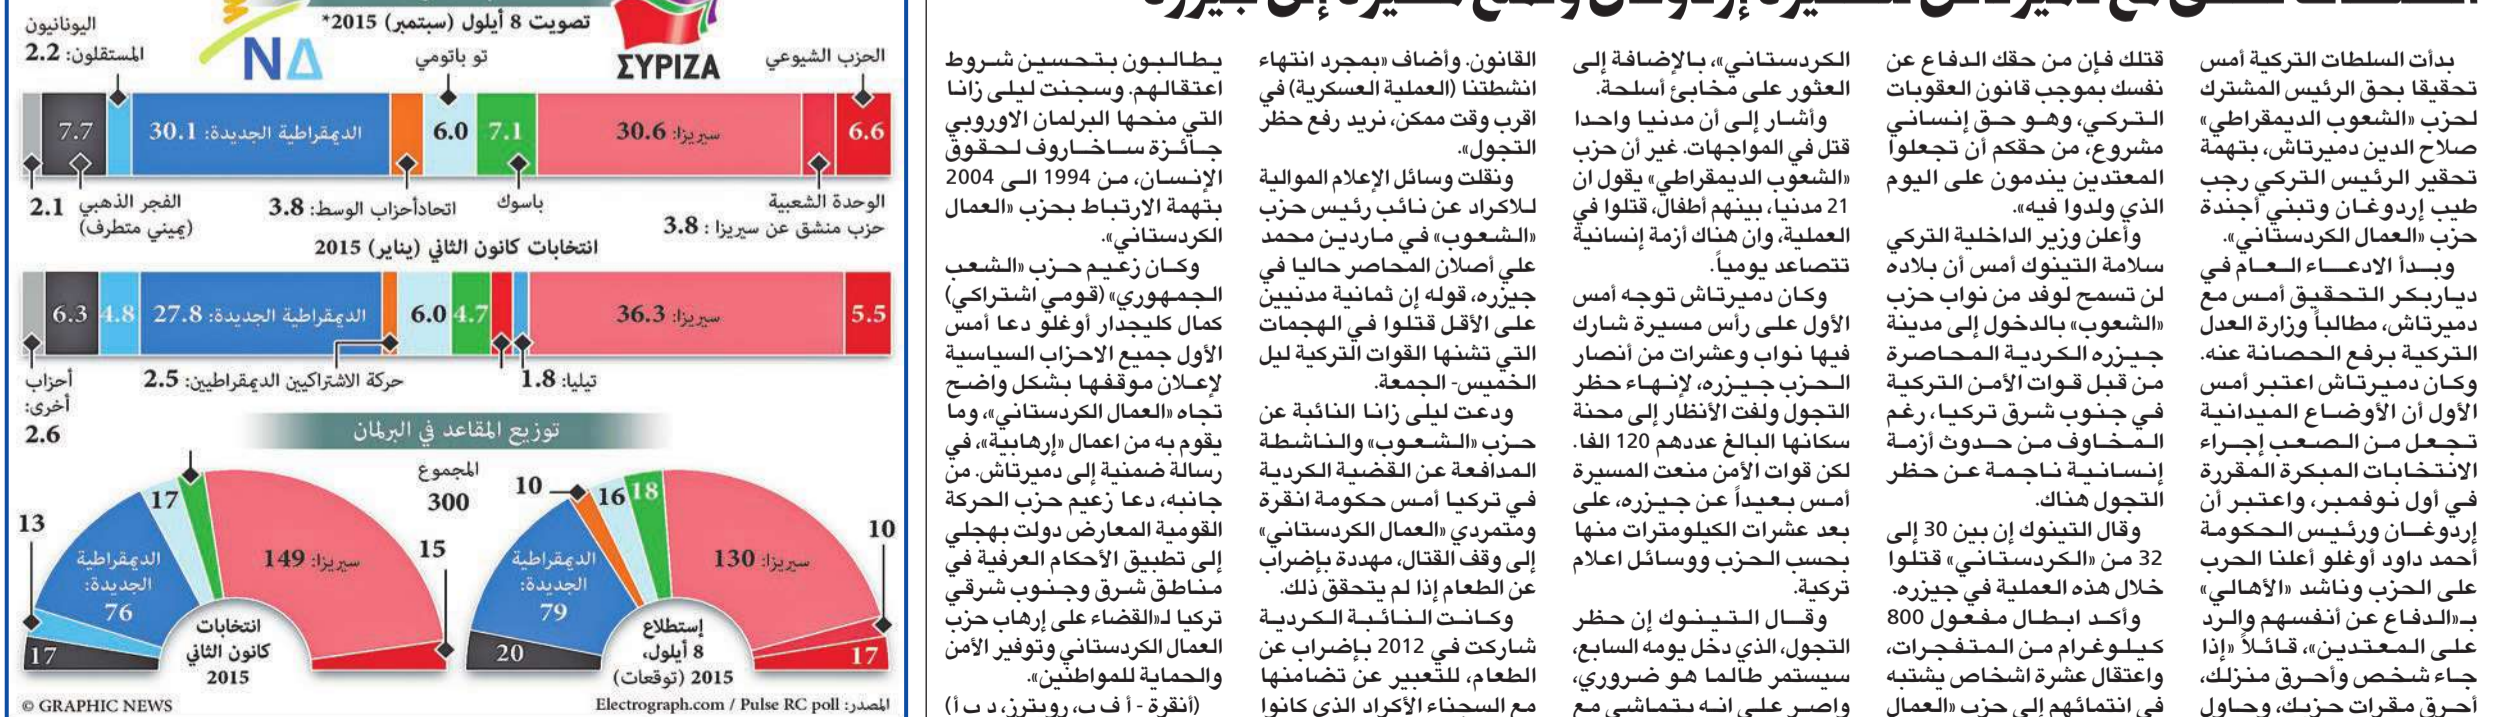 بدأت السلطات التركية أمس
تحقيقا بحق الرئيس المشترك
لحزب «الشعوب الديمقراطي»
صلاح الدين دميرتاش، بتهمة
تحقير الرئيس التركي رجب
طيب إردوغان وتبني أجندة
حزب «العمال الكردستاني».
وبدأ الادعاء العام في
دياربكر التحقيق أمس مع
دميرتاش، مطالباً وزارة العدل
التركية برفع الحصانة عنه.
وكان دميرتاش اعتبر أمس
الأول أن الأوضاع الميدانية
تجعل من الصعب إجراء
الانتخابات المبكرة المقررة
في أول نوفمبر، واعتبر أن
إردوغان ورئيس الحكومة
أحمد داود أوغلو أعلنا الحرب
على الحزب وناشد «الأهالي»
بـ«الدفاع عن أنفسهم والرد
على المعتدين»، قائلاً «إذا
جاء شخص وأحرق منزلك،
أحرق مقرات حزبك، وحاول
قتلك فإن من حقك الدفاع عن
نفسك بموجب قانون العقوبات
التركي، وهو حق إنساني
مشروع، من حقكم أن تجعلوا
المعتدين يندمون على اليوم
الذي ولدوا فيه».
وأعلن وزير الداخلية التركي
سلامة التينوك أمس أن بلاده
لن تسمح لوفد من نواب حزب
«الشعوب» بالدخول إلى مدينة
جيزره الكردية المحاصرة
من قبل قوات الأمن التركية
في جنوب شرق تركيا، رغم
المخاوف من حدوث أزمة
إنسانية ناجمة عن حظر
التجول هناك.
وقال التينوك إن بين 30 إلى
32 من «الكردستاني» قتلوا
خلال هذه العملية في جيزره.
وأكد ابطال مفعول 800
كيلوغرام من المتفجرات،
واعتقال عشرة اشخاص يشتبه
في انتمائهم إلى حزب «العمال
الكردستاني»، بالإضافة إلى
العثور على مخابئ أسلحة.
وأشار إلى أن مدنيا واحدا
قتل في المواجهات. غير أن حزب
«الشعوب الديمقراطي» يقول ان
21 مدنيا، بينهم أطفال، قتلوا في
العملية، وان هناك أزمة إنسانية
تتصاعد يومياً.
وكان دميرتاش توجه أمس
الأول على رأس مسيرة شارك
فيها نواب وعشرات من أنصار
الحزب جيزره، لإنهاء حظر
التجول ولفت الأنظار إلى محنة
سكانها البالغ عددهم 120 الفا.
لكن قوات الأمن منعت المسيرة
أمس بعيداً عن جيزره، على
بعد عشرات الكيلومترات منها
بحسب الحزب ووسائل اعلام
تركية.
وقال التينوك إن حظر
التجول، الذي دخل يومه السابع،
سيستمر طالما هو ضروري،
واصر على انه يتماشى مع
القانون. وأضاف «بمجرد انتهاء
انشطتنا (العملية العسكرية) في
اقرب وقت ممكن، نريد رفع حظر
التجول».
ونقلت وسائل الإعلام الموالية
للاكراد عن نائب رئيس حزب
«الشعوب» في ماردين محمد
علي أصلان المحاصر حاليا في
جيزره، قوله إن ثمانية مدنيين
على الأقل قتلوا في الهجمات
التي تشنها القوات التركية ليل
الخميس- الجمعة.
ودعت ليلى زانا النائبة عن
حزب «الشعوب» والناشطة
المدافعة عن القضية الكردية
في تركيا أمس حكومة انقرة
ومتمردي «العمال الكردستاني»
إلى وقف القتال، مهددة بإضراب
عن الطعام إذا لم يتحقق ذلك.
وكانت النائبة الكردية
شاركت في 2012 بإضراب عن
الطعام، للتعبير عن تضامنها
مع السجناء الأكراد الذي كانوا
يطالبون بتحسين شروط
اعتقالهم. وسجنت ليلى زانا
التي منحها البرلمان الاوروبي
جائزة ساخاروف لحقوق
الإنسان، من 1994 الى 2004
بتهمة الارتباط بحزب «العمال
الكردستاني».
وكان زعيم حزب «الشعب
الجمهوري» (قومي اشتراكي)
كمال كليجدار أوغلو دعا أمس
الأول جميع الاحزاب السياسية
لإعلان موقفها بشكل واضح
تجاه «العمال الكردستاني»، وما
يقوم به من اعمال «إرهابية»، في
رسالة ضمنية إلى دميرتاش. من
جانبه، دعا زعيم حزب الحركة
القومية المعارض دولت بهجلي
إلى تطبيق الأحكام العرفية في
مناطق شرق وجنوب شرقي
تركيا لـ«القضاء على إرهاب حزب
العمال الكردستاني وتوفير الأمن
والحماية للمواطنين».
(أنقرة - أ ف ب، رويترز، د ب أ)
تصويت 8 أيلول (سبتمبر) 2015*
ΣΥΡΙΖΑ
ΝΔ
الحزب الشيوعي
تو باتومي
اليونانيون
المستقلون: 2.2
6.6
سيريزا: 30.6
7.1
6.0
الديمقراطية الجديدة: 30.1
7.7
الوحدة الشعبية
حزب منشق عن سيريزا : 3.8
باسوك
اتحادأحزاب الوسط: 3.8
الفجر الذهبي
(يميني متطرف)
2.1
انتخابات كانون الثاني (يناير) 2015
5.5
سيريزا: 36.3
4.7
6.0
الديمقراطية الجديدة: 27.8
4.8
6.3
تيليا: 1.8
حركة الاشتراكيين الديمقراطيين: 2.5
أحزاب
أخرى:
2.6
توزيع المقاعد في البرلمان
المجموع
300
10
17
سيريزا: 130
18
16
10
الديمقراطية
الجديدة:
79
20
إستطلاع
8 أيلول،
2015 (توقعات)
15
سيريزا: 149
17
الديمقراطية
الجديدة:
76
13
17
انتخابات
كانون الثاني
2015
المصدر: Electrograph.com / Pulse RC poll
© GRAPHIC NEWS